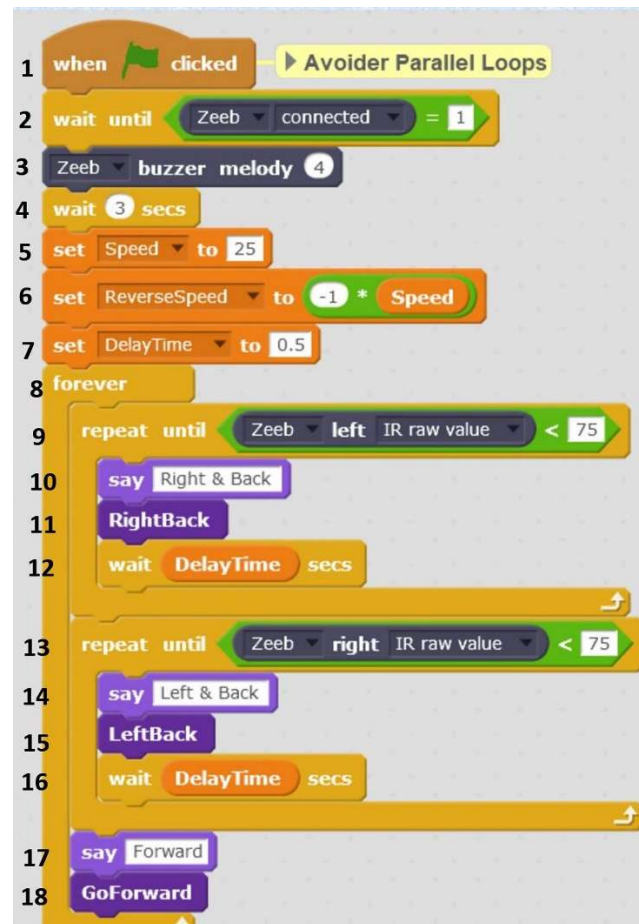 1 when clicked Avoider Parallel Loops
2 wait until Zeeb connected = 1
3 Zeeb buzzer melody 4
4 wait 3 secs
5 set Speed to 25
6 set ReverseSpeed to -1 * Speed
7 set DelayTime to 0.5
8 forever
9 repeat until Zeeb left IR raw value < 75
10 say Right & Back
11 RightBack
12 wait DelayTime secs
13 repeat until Zeeb right IR raw value < 75
14 say Left & Back
15 LeftBack
16 wait DelayTime secs
17 say Forward
18 GoForward